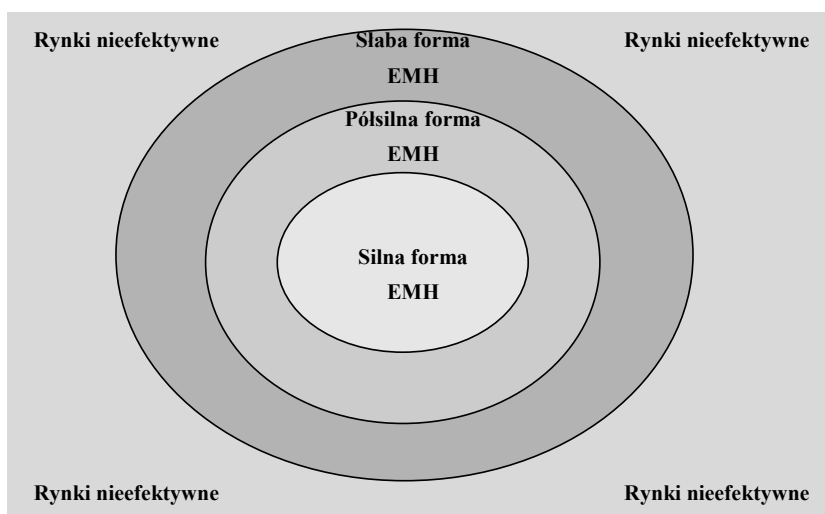 Rynki nieefektywne
Słaba forma
EMH
Rynki nieefektywne
Półsilna forma
EMH
Silna forma
EMH
Rynki nieefektywne
Rynki nieefektywne